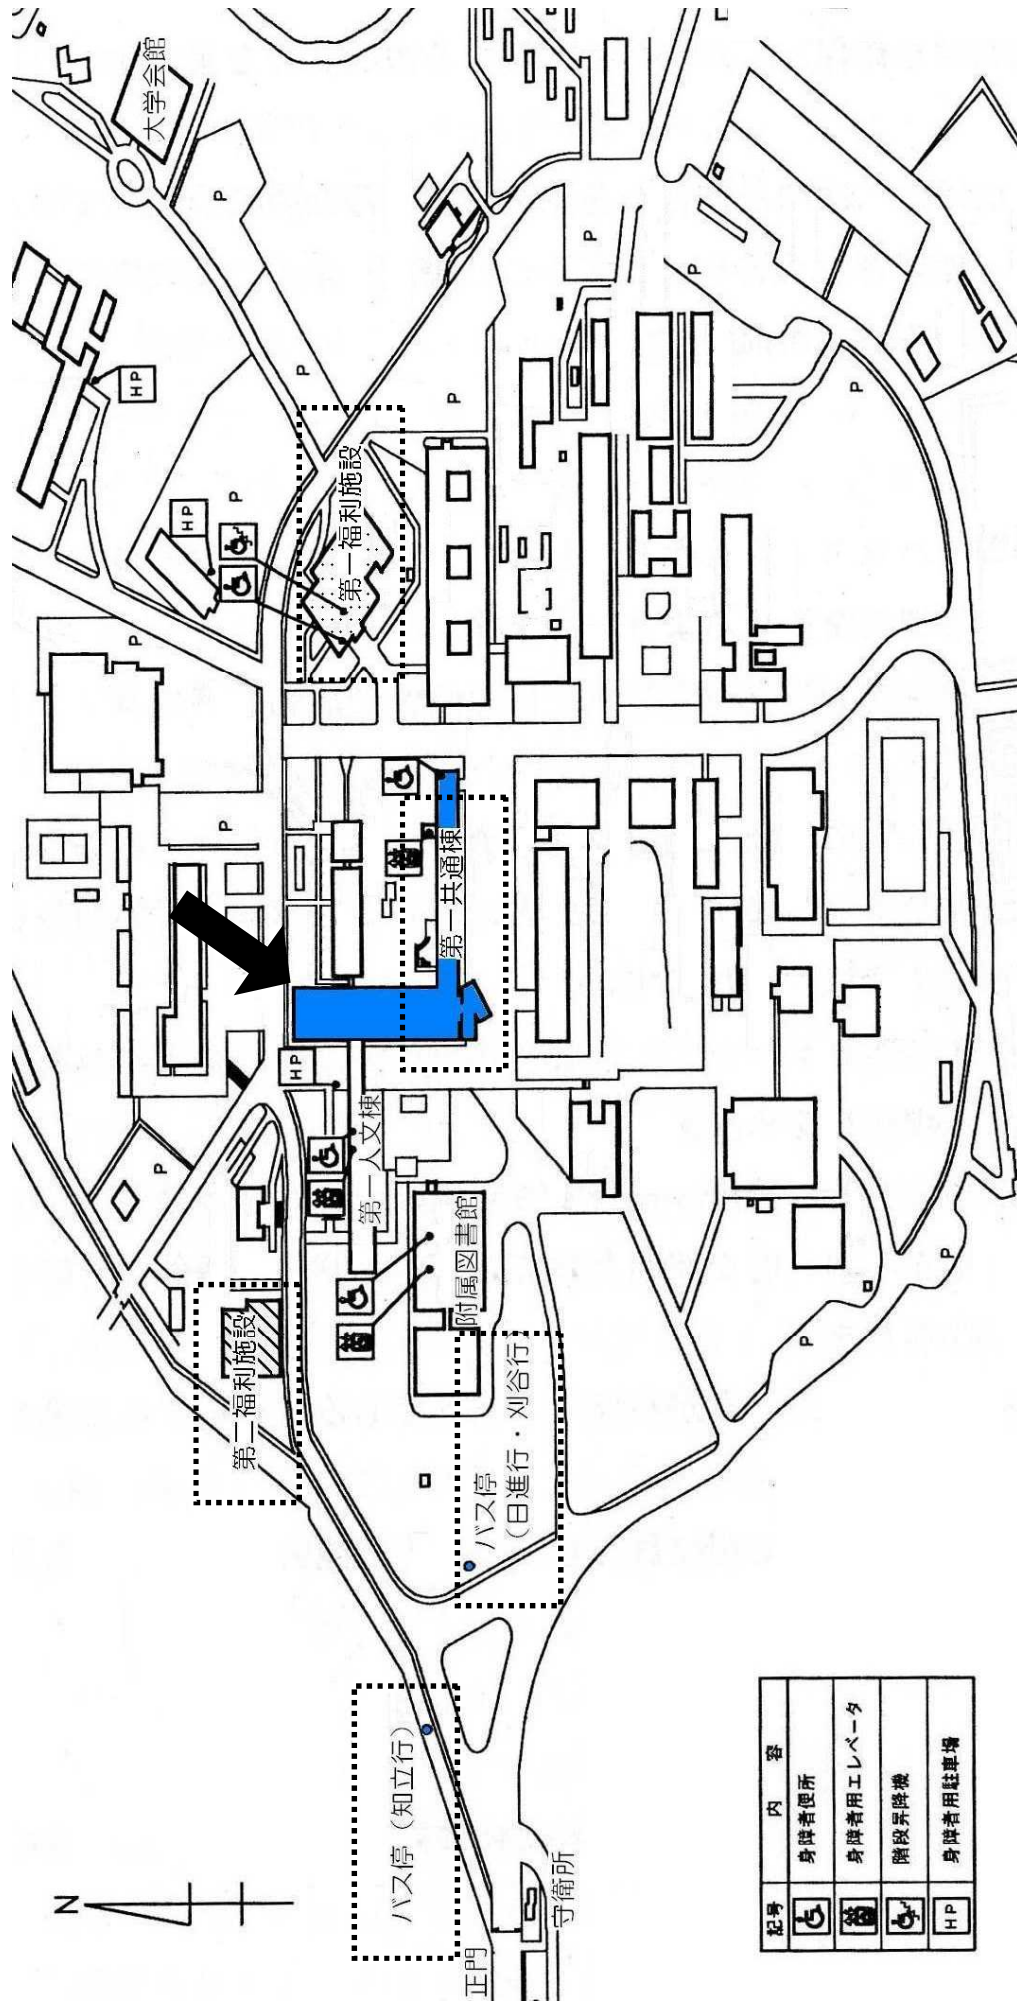 大学会館
P
P
P
P
P
P
P
P
P
P
P
P
P
HP
HP
HP
第一福利施設
第一共通棟
第一人文棟
附属図書館
第二福利施設
バス停
(日進行・刈谷行)
バス停(知立行)
正門
守衛所
N
記号 内容
身障者便所
身障者用エレベータ
階段昇降機
HP 身障者用駐車場